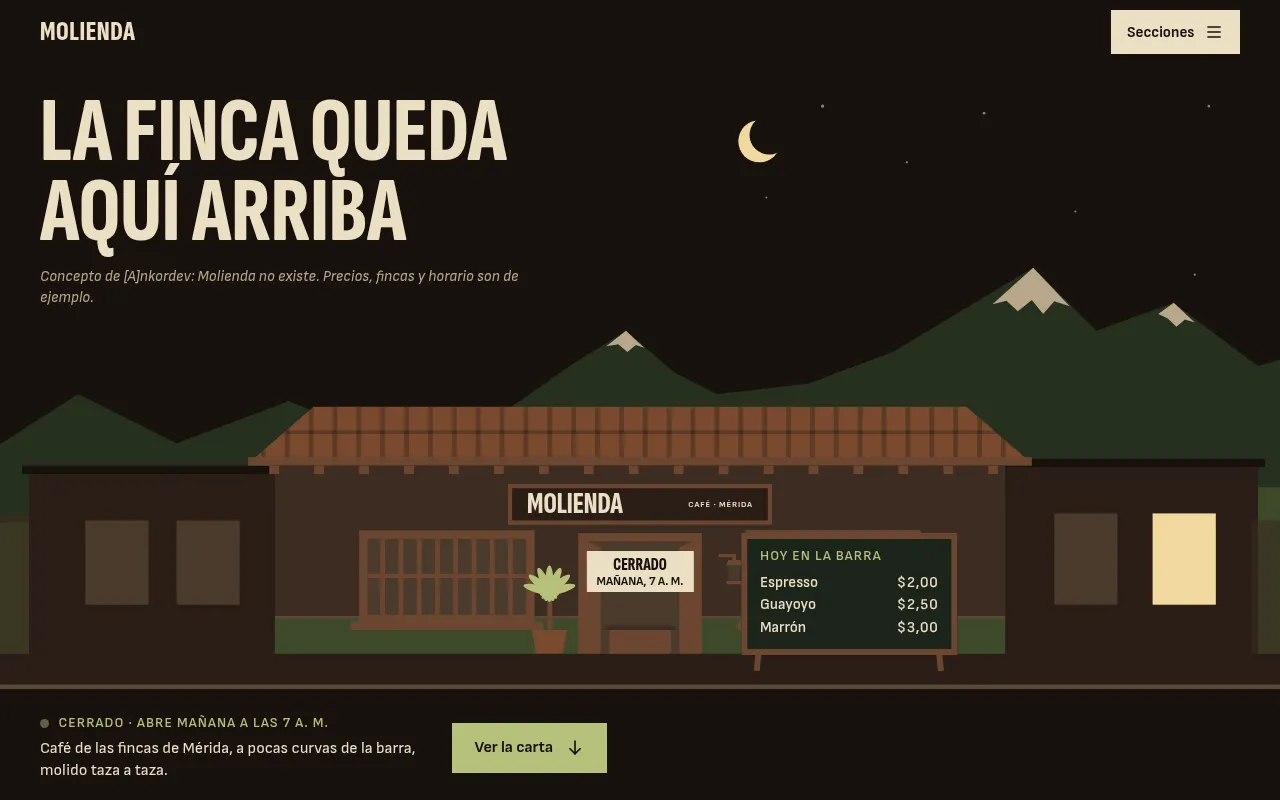 MOLIENDA
Secciones
LA FINCA QUEDA
AQUÍ ARRIBA
Concepto de [A]nkordev: Molienda no existe. Precios, fincas y horario son de
ejemplo.
MOLIENDA
CAFÉ · MÉRIDA
CERRADO
MAÑANA, 7 A. M.
HOY EN LA BARRA
Espresso $2,00
Guayoyo $2,50
Marrón $3,00
CERRADO · ABRE MAÑANA A LAS 7 A. M.
Café de las fincas de Mérida, a pocas curvas de la barra,
molido taza a taza.
Ver la carta